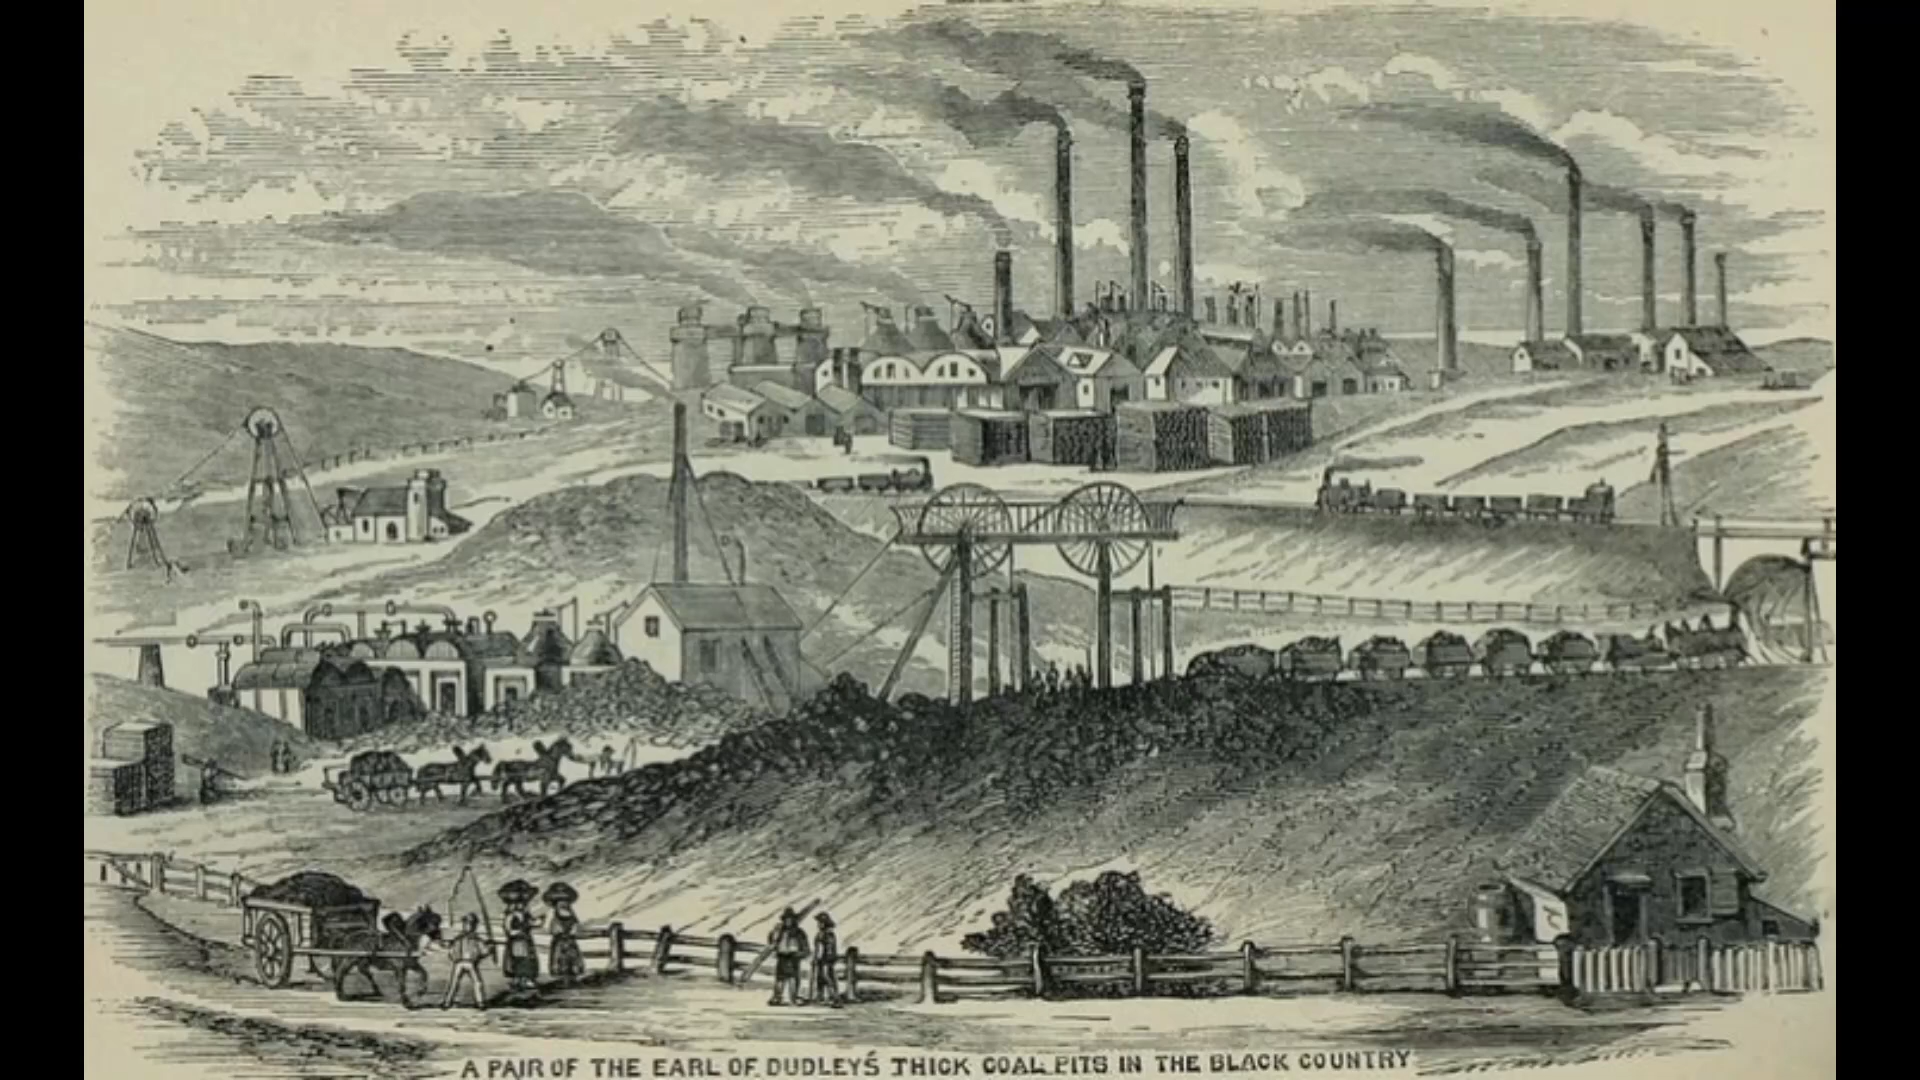 A PAIR OF THE EARL OF DUDLEY'S THICK COAL PITS IN THE BLACK COUNTRY